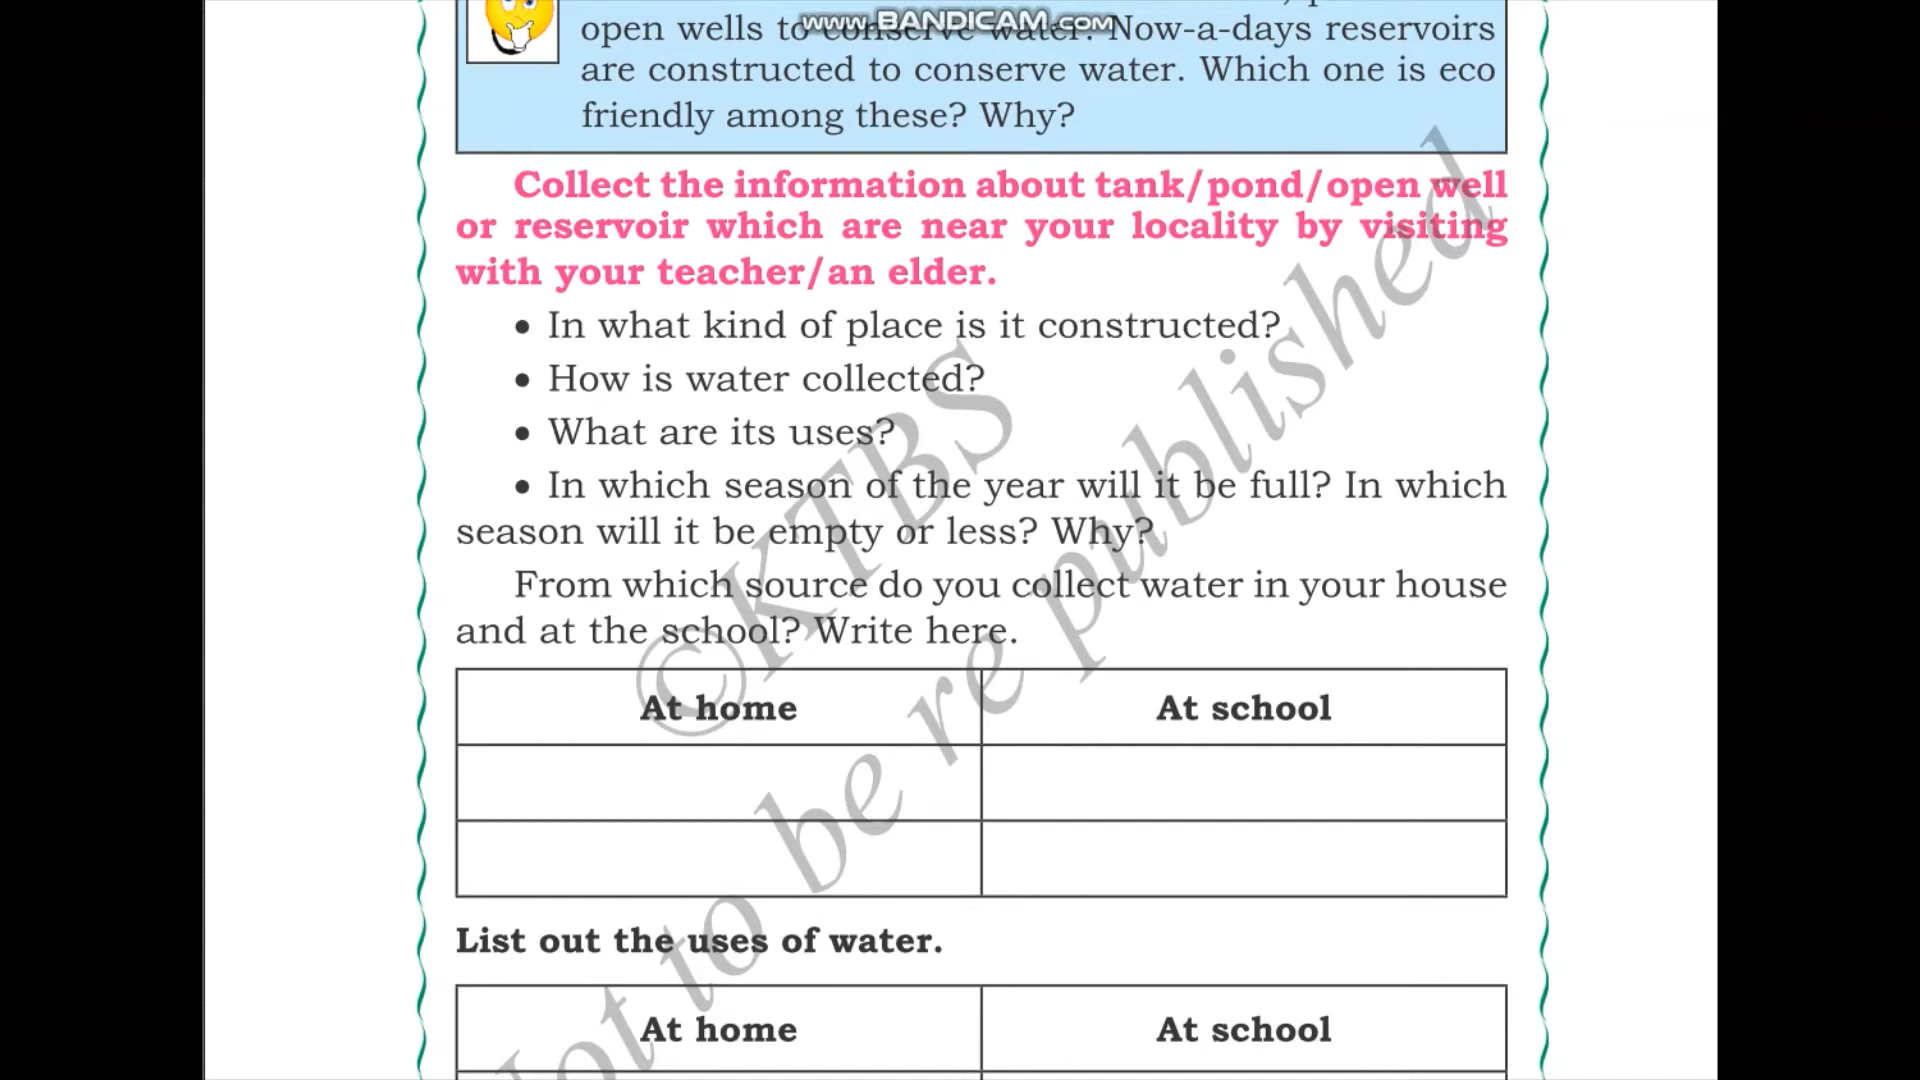 www.BANDICAM.com
open wells to conserve water. Now-a-days reservoirs
are constructed to conserve water. Which one is eco
friendly among these? Why?
Collect the information about tank/pond/open well
or reservoir which are near your locality by visiting
with your teacher/an elder.
• In what kind of place is it constructed?
• How is water collected?
• What are its uses?
• In which season of the year will it be full? In which
season will it be empty or less? Why?
From which source do you collect water in your house
and at the school? Write here.
At home At school
List out the uses of water.
At home At school
©KTBS
Not to be re published